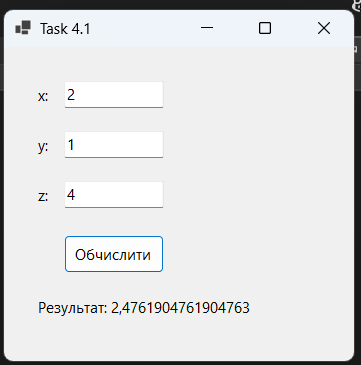 Task 4.1
x: 2
y: 1
z: 4
Обчислити
Результат: 2,4761904761904763